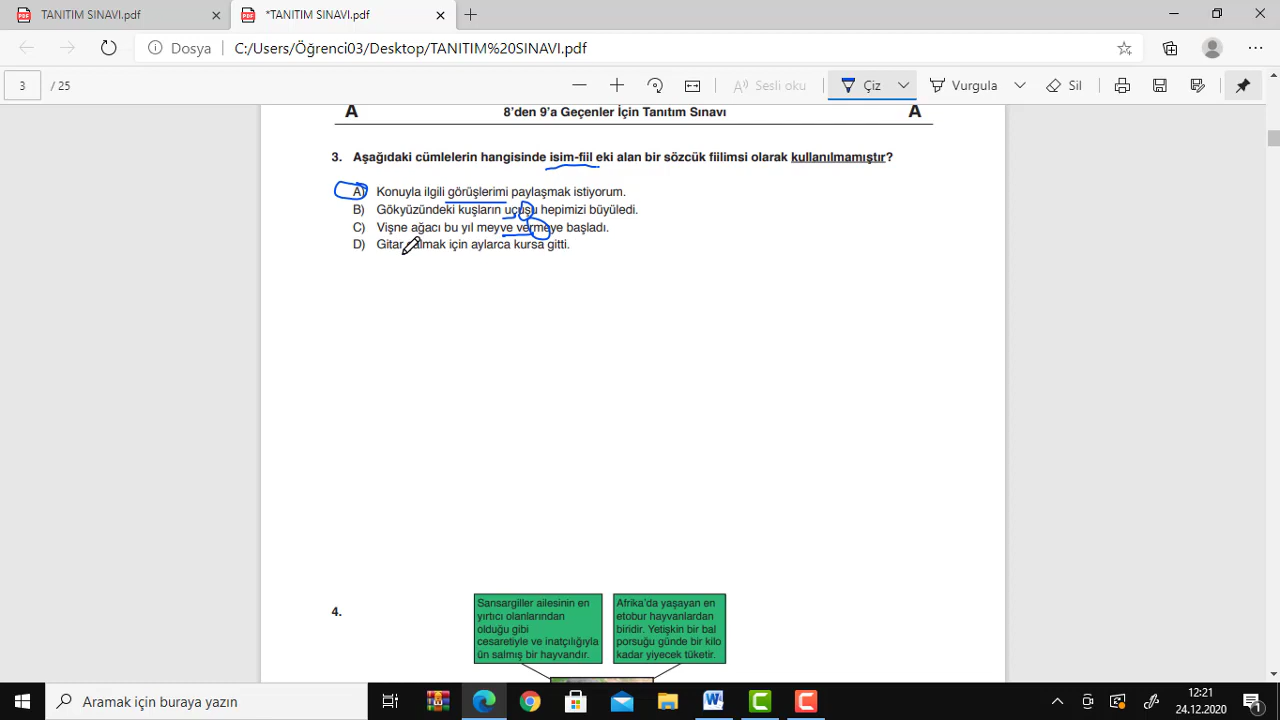 TANITIM SINAVI.pdf
*TANITIM SINAVI.pdf
Dosya
C:/Users/Öğrenci03/Desktop/TANITIM%20SINAVI.pdf
3 / 25
Sesli oku
Çiz
Vurgula
Sil
A 8'den 9'a Geçenler İçin Tanıtım Sınavı A
3. Aşağıdaki cümlelerin hangisinde isim-fiil eki alan bir sözcük fiilimsi olarak kullanılmamıştır?
A) Konuyla ilgili görüşlerimi paylaşmak istiyorum.
B) Gökyüzündeki kuşların uçuşu hepimizi büyüledi.
C) Vişne ağacı bu yıl meyve vermeye başladı.
D) Gitar çalmak için aylarca kursa gitti.
4.
Sansargiller ailesinin en
yırtıcı olanlarından
olduğu gibi
cesaretiyle ve inatçılığıyla
ün salmış bir hayvandır.
Afrika'da yaşayan en
etobur hayvanlardan
biridir. Yetişkin bir bal
porsuğu günde bir kilo
kadar yiyecek tüketir.
Aramak için buraya yazın
12:21
24.12.2020
1